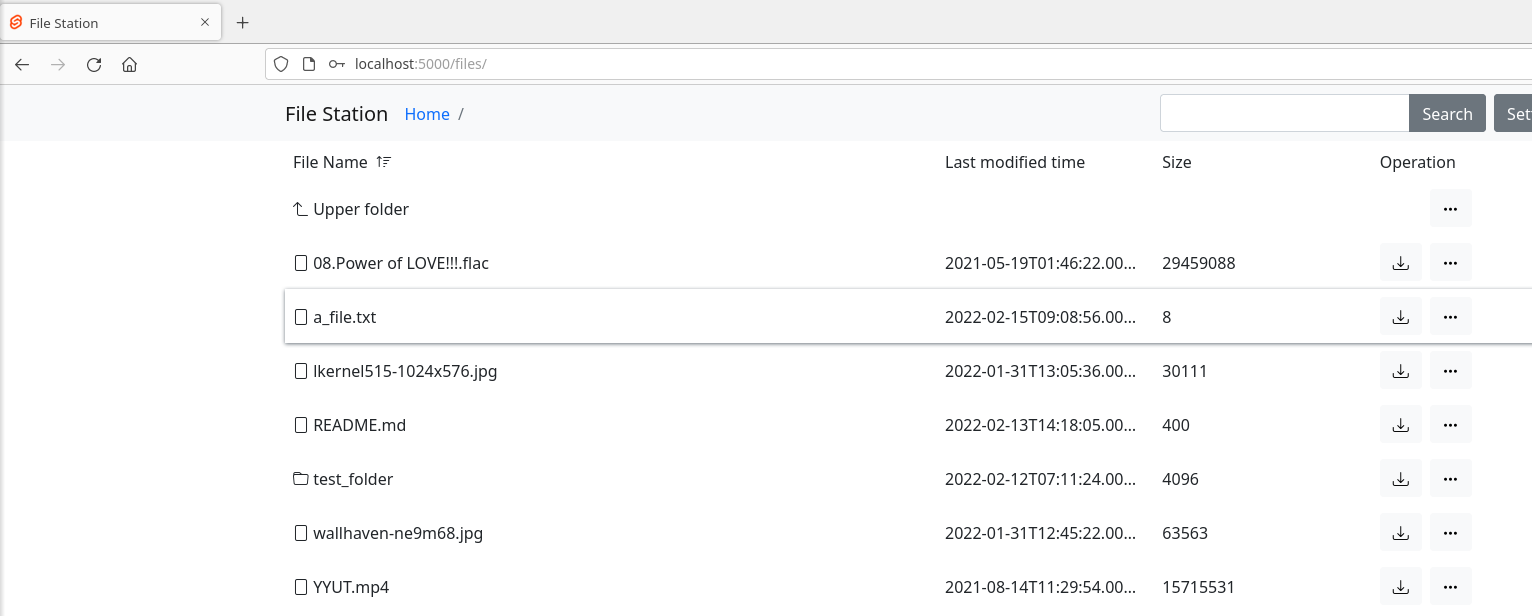 File Station
localhost:5000/files/
File Station Home / Search Set
File Name Last modified time Size Operation
Upper folder
08.Power of LOVE!!!.flac 2021-05-19T01:46:22.00... 29459088
a_file.txt 2022-02-15T09:08:56.00... 8
lkernel515-1024x576.jpg 2022-01-31T13:05:36.00... 30111
README.md 2022-02-13T14:18:05.00... 400
test_folder 2022-02-12T07:11:24.00... 4096
wallhaven-ne9m68.jpg 2022-01-31T12:45:22.00... 63563
YYUT.mp4 2021-08-14T11:29:54.00... 15715531